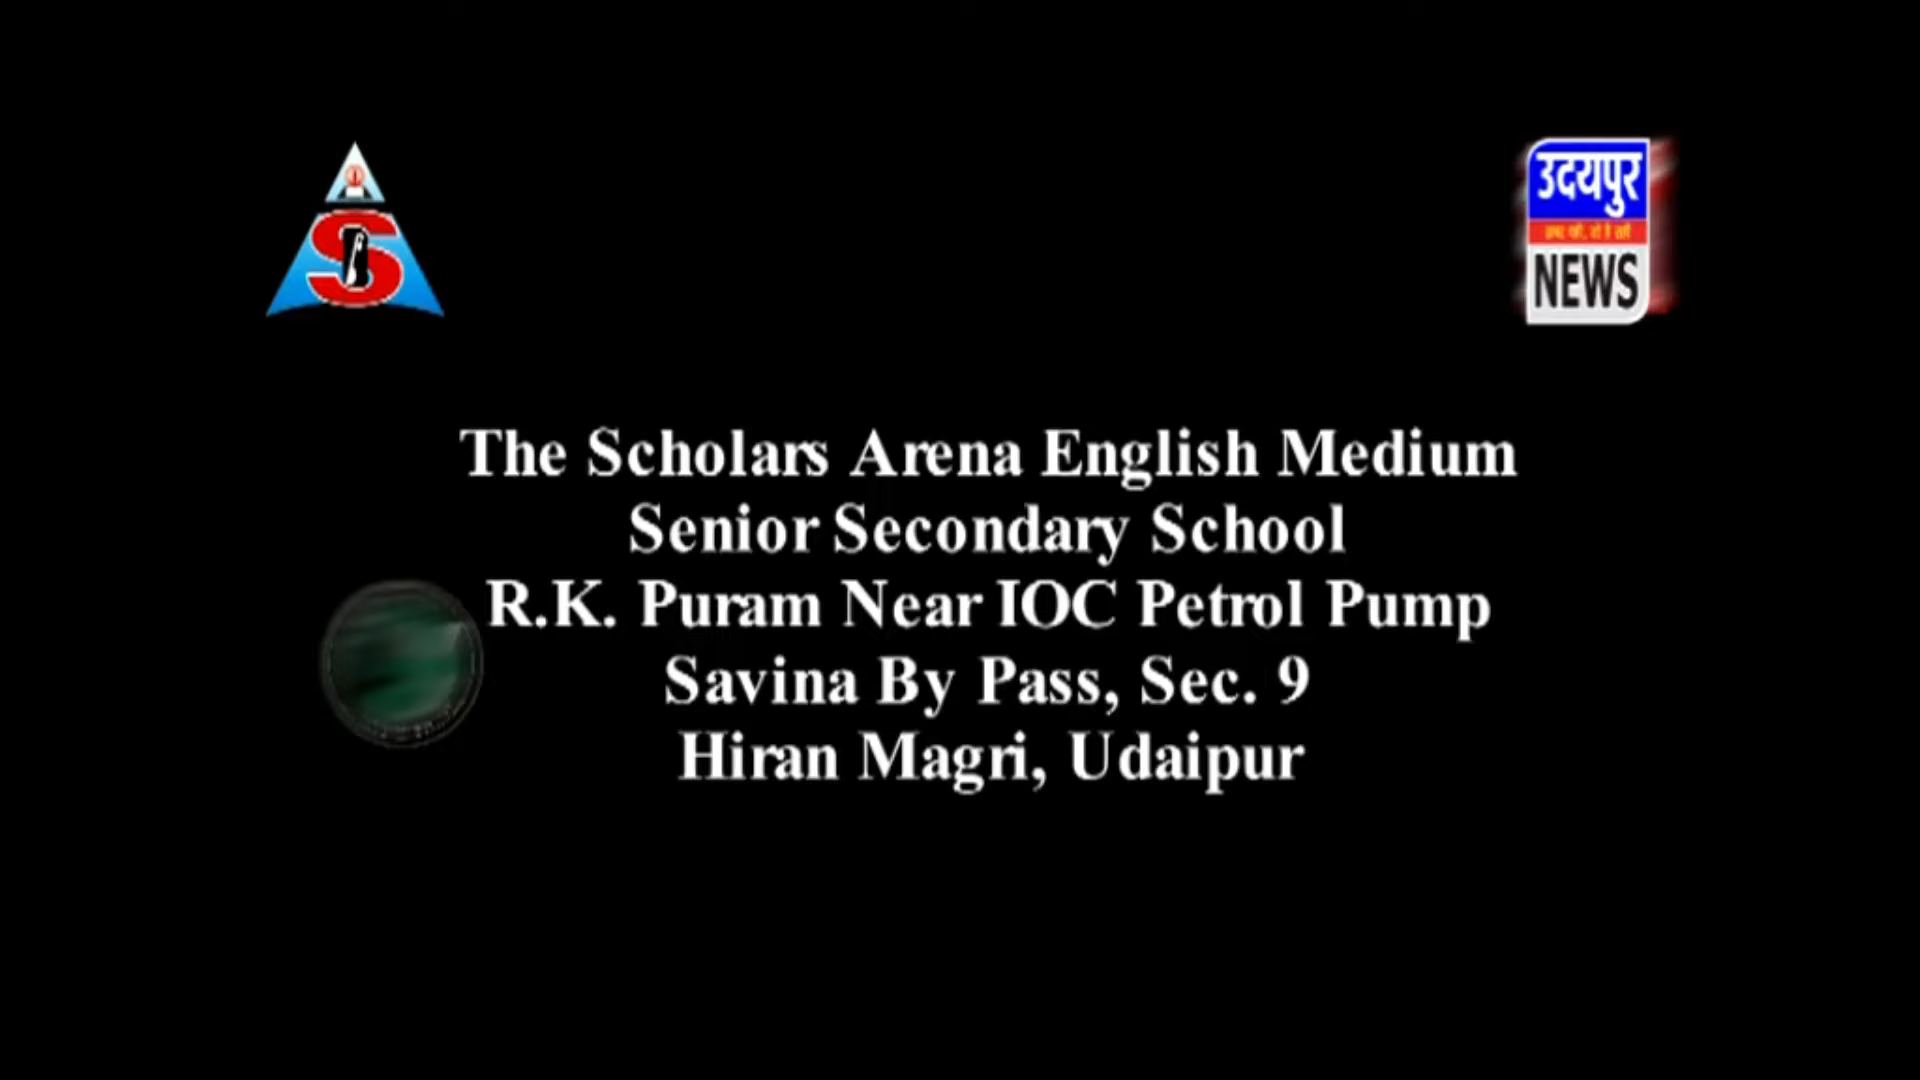 S
उदयपुर
NEWS
The Scholars Arena English Medium
Senior Secondary School
R.K. Puram Near IOC Petrol Pump
Savina By Pass, Sec. 9
Hiran Magri, Udaipur